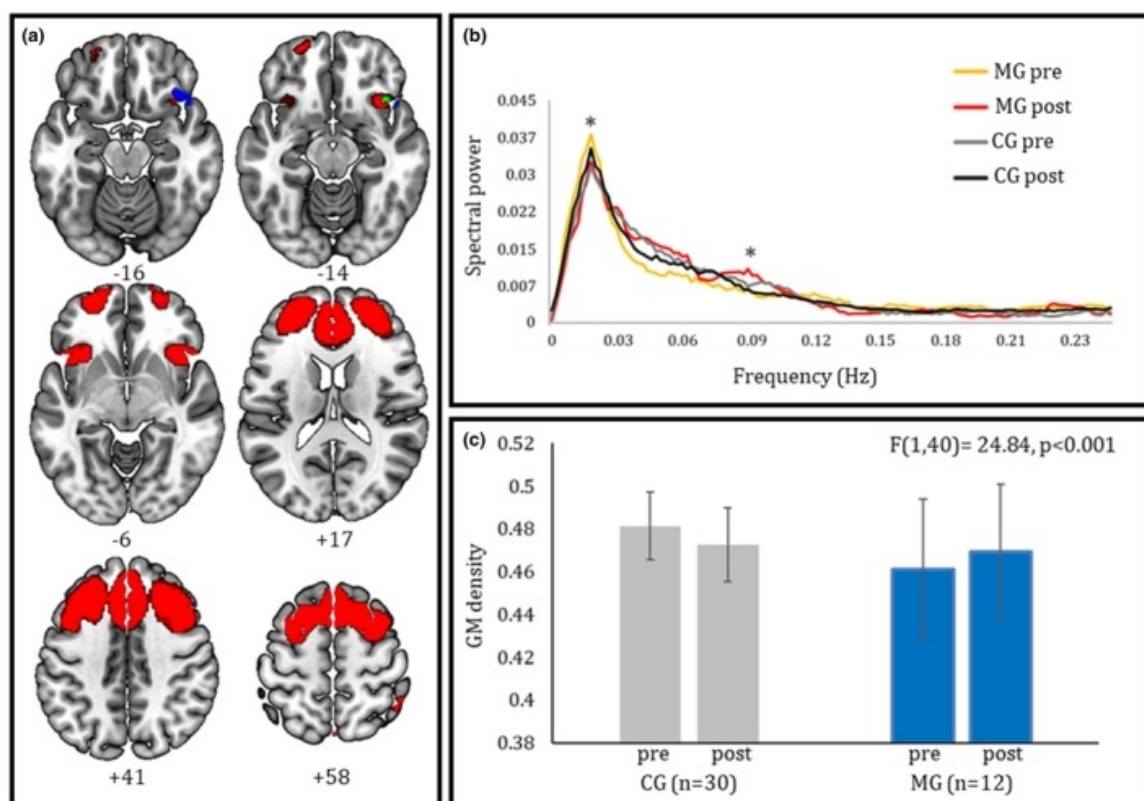 (a)
-16
-14
-6
+17
+41
+58
(b)
MG pre
MG post
CG pre
CG post
0.045
0.037
0.03
0.022
0.015
0.007
0
Spectral power
*
*
0 0.03 0.06 0.09 0.12 0.15 0.18 0.21 0.23
Frequency (Hz)
(c)
F(1,40)= 24.84, p<0.001
0.52
0.5
0.48
0.46
0.44
0.42
0.4
0.38
GM density
pre post pre post
CG (n=30) MG (n=12)